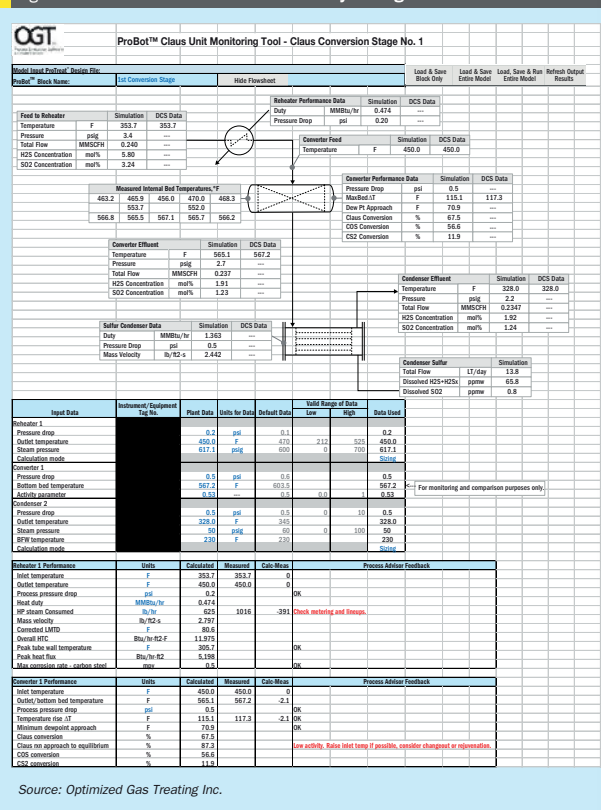 OGT
ProBot™ Claus Unit Monitoring Tool - Claus Conversion Stage No. 1
Model Input ProTreat® Design File:
ProBot™ Block Name: 1st Conversion Stage Hide Flowsheet
Load & Save Block Only Load & Save Entire Model Load, Save & Run Entire Model Refresh Output Results
Reheater Performance Data Simulation DCS Data
Duty MMBtu/hr 0.474 ---
Pressure Drop psi 0.20 ---
Feed to Reheater Simulation DCS Data
Temperature F 353.7 353.7
Pressure psig 3.4 ---
Total Flow MMSCFH 0.240 ---
H2S Concentration mol% 5.80 ---
SO2 Concentration mol% 3.24 ---
Converter Feed Simulation DCS Data
Temperature F 450.0 450.0
Measured Internal Bed Temperatures,°F
463.2 465.9 456.0 470.0 468.3
553.7 552.0
566.8 565.5 567.1 565.7 566.2
Converter Performance Data Simulation DCS Data
Pressure Drop psi 0.5 ---
MaxBed ΔT F 115.1 117.3
Dew Pt Approach F 70.9 ---
Claus Conversion % 67.5 ---
COS Conversion % 56.6 ---
CS2 Conversion % 11.9 ---
Converter Effluent Simulation DCS Data
Temperature F 565.1 567.2
Pressure psig 2.7 ---
Total Flow MMSCFH 0.237 ---
H2S Concentration mol% 1.91 ---
SO2 Concentration mol% 1.23 ---
Condenser Effluent Simulation DCS Data
Temperature F 328.0 328.0
Pressure psig 2.2 ---
Total Flow MMSCFH 0.2347 ---
H2S Concentration mol% 1.92 ---
SO2 Concentration mol% 1.24 ---
Sulfur Condenser Data Simulation DCS Data
Duty MMBtu/hr 1.363 ---
Pressure Drop psi 0.5 ---
Mass Velocity lb/ft2-s 2.442 ---
Condenser Sulfur Simulation
Total Flow LT/day 13.8
Dissolved H2S+H2Sx ppmw 65.8
Dissolved SO2 ppmw 0.8
Input Data Instrument/Equipment Tag No. Plant Data Units for Data Default Data Valid Range of Data Low High Data Used
Reheater 1
Pressure drop 0.2 psi 0.1 0.2
Outlet temperature 450.0 F 470 212 525 450.0
Steam pressure 617.1 psig 600 0 700 617.1
Calculation mode Sizing
Converter 1
Pressure drop 0.5 psi 0.6 0.5
Bottom bed temperature 567.2 F 603.5 567.2 For monitoring and comparison purposes only.
Activity parameter 0.53 --- 0.5 0.0 1 0.53
Condenser 2
Pressure drop 0.5 psi 0.5 0 10 0.5
Outlet temperature 328.0 F 345 328.0
Steam pressure 50 psig 60 0 100 50
BFW temperature 230 F 230 230
Calculation mode Sizing
Reheater 1 Performance Units Calculated Measured Calc-Meas Process Advisor Feedback
Inlet temperature F 353.7 353.7 0
Outlet temperature F 450.0 450.0 0
Process pressure drop psi 0.2 OK
Heat duty MMBtu/hr 0.474
HP steam Consumed lb/hr 625 1016 -391 Check metering and lineups.
Mass velocity lb/ft2-s 2.797
Corrected LMTD F 80.6
Overall HTC Btu/hr-ft2-F 11.975
Peak tube wall temperature F 305.7 OK
Peak heat flux Btu/hr-ft2 5,198
Max corrosion rate - carbon steel mpy 0.5 OK
Converter 1 Performance Units Calculated Measured Calc-Meas Process Advisor Feedback
Inlet temperature F 450.0 450.0 0
Outlet/bottom bed temperature F 565.1 567.2 -2.1
Process pressure drop psi 0.5 OK
Temperature rise ΔT F 115.1 117.3 -2.1 OK
Minimum dewpoint approach F 70.9 OK
Claus conversion % 67.5
Claus rxn approach to equilibrium % 87.3 Low activity. Raise inlet temp if possible, consider changeout or rejuvenation.
COS conversion % 56.6
CS2 conversion % 11.9
Source: Optimized Gas Treating Inc.